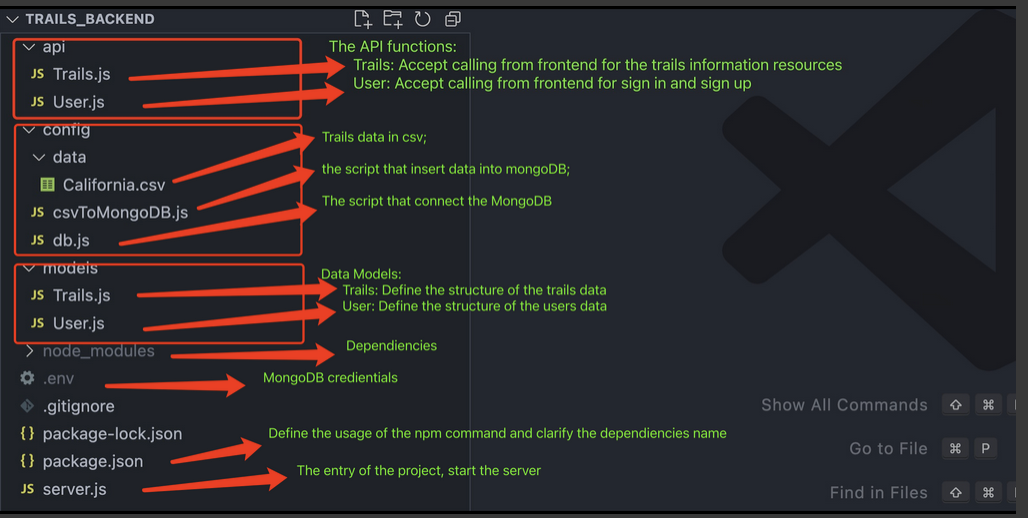 TRAILS_BACKEND
api
The API functions:
JS Trails.js
Trails: Accept calling from frontend for the trails information resources
JS User.js
User: Accept calling from frontend for sign in and sign up
config
Trails data in csv;
data
the script that insert data into mongoDB;
California.csv
The script that connect the MongoDB
JS csvToMongoDB.js
JS db.js
models
Data Models:
JS Trails.js
Trails: Define the structure of the trails data
User: Define the structure of the users data
JS User.js
node_modules
Dependiencies
.env
MongoDB creidentials
.gitignore
Show All Commands
{} package-lock.json
Define the usage of the npm command and clarify the dependiencies name
Go to File ⌘ P
{} package.json
The entry of the project, start the server
JS server.js
Find in Files